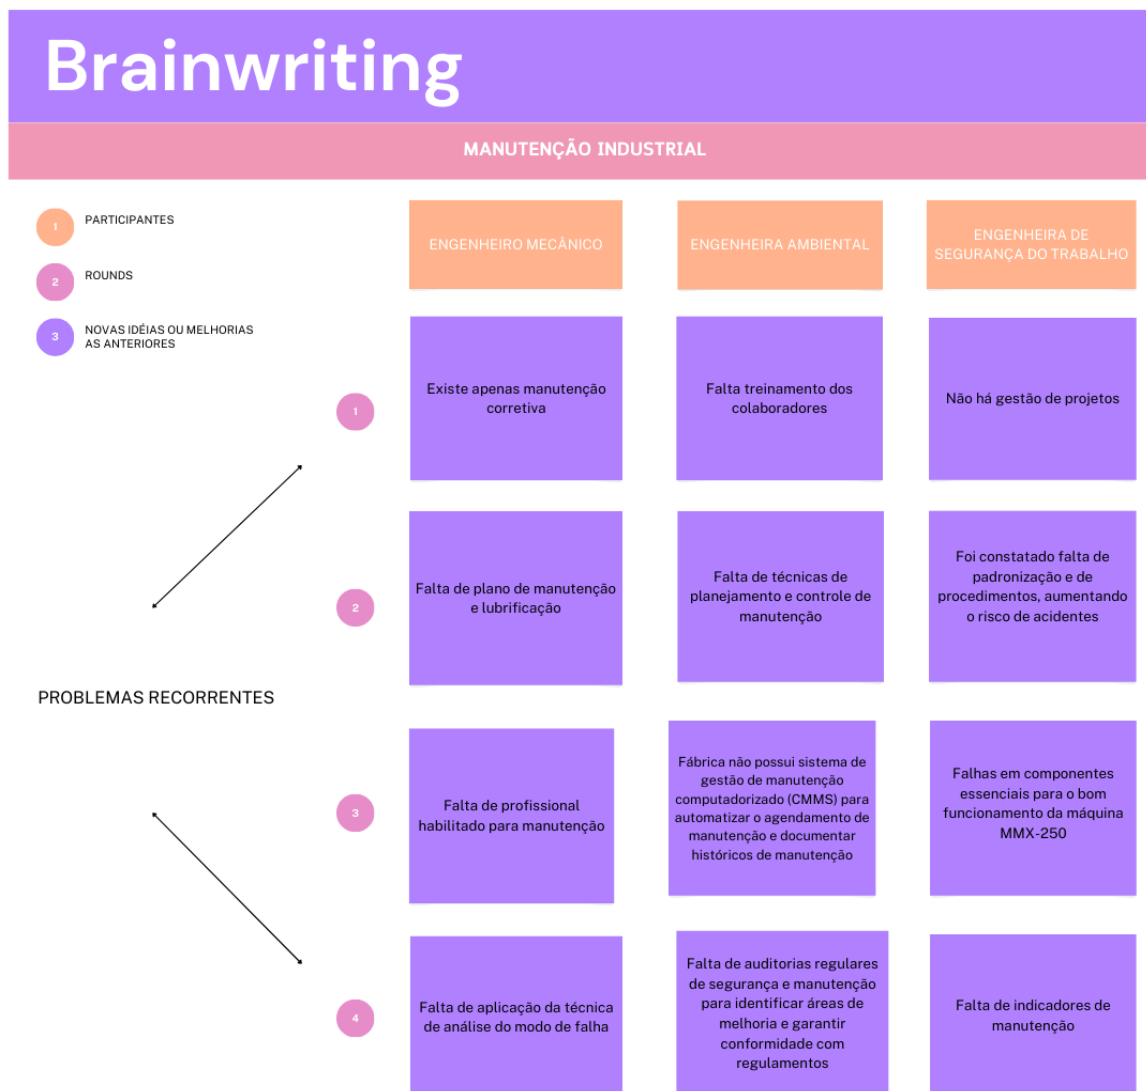 Brainwriting
MANUTENÇÃO INDUSTRIAL
1
PARTICIPANTES
2
ROUNDS
3
NOVAS IDÉIAS OU MELHORIAS
AS ANTERIORES
ENGENHEIRO MECÂNICO
ENGENHEIRA AMBIENTAL
ENGENHEIRA DE
SEGURANÇA DO TRABALHO
1
Existe apenas manutenção
corretiva
Falta treinamento dos
colaboradores
Não há gestão de projetos
2
Falta de plano de manutenção
e lubrificação
Falta de técnicas de
planejamento e controle de
manutenção
Foi constatado falta de
padronização e de
procedimentos, aumentando
o risco de acidentes
PROBLEMAS RECORRENTES
3
Falta de profissional
habilitado para manutenção
Fábrica não possui sistema de
gestão de manutenção
computadorizado (CMMS) para
automatizar o agendamento de
manutenção e documentar
históricos de manutenção
Falhas em componentes
essenciais para o bom
funcionamento da máquina
MMX-250
4
Falta de aplicação da técnica
de análise do modo de falha
Falta de auditorias regulares
de segurança e manutenção
para identificar áreas de
melhoria e garantir
conformidade com
regulamentos
Falta de indicadores de
manutenção